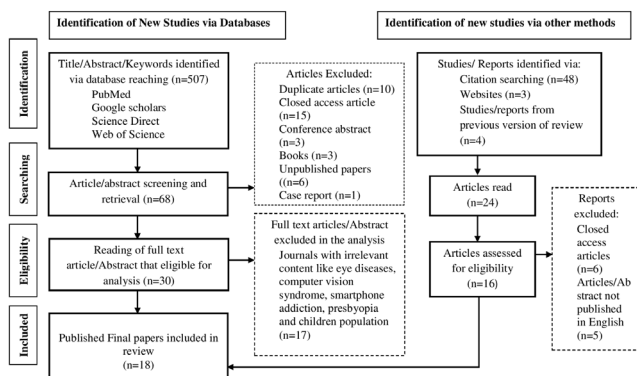 Identification of New Studies via Databases
Identification of new studies via other methods
Identification
Title/Abstract/Keywords identified
via database reaching (n=507)
PubMed
Google scholars
Science Direct
Web of Science
Articles Excluded:
Duplicate articles (n=10)
Closed access article
(n=15)
Conference abstract
(n=3)
Books (n=3)
Unpublished papers
((n=6)
Case report (n=1)
Studies/ Reports identified via:
Citation searching (n=48)
Websites (n=3)
Studies/reports from
previous version of review
(n=4)
Searching
Article/abstract screening and
retrieval (n=68)
Articles read
(n=24)
Reports
excluded:
Closed
access
articles
(n=6)
Articles/Ab
stract not
published
in English
(n=5)
Eligibility
Reading of full text
article/Abstract that eligible for
analysis (n=30)
Full text articles/Abstract
excluded in the analysis
Journals with irrelevant
content like eye diseases,
computer vision
syndrome, smartphone
addiction, presbyopia
and children population
(n=17)
Articles assessed
for eligibility
(n=16)
Included
Published Final papers included in
review
(n=18)